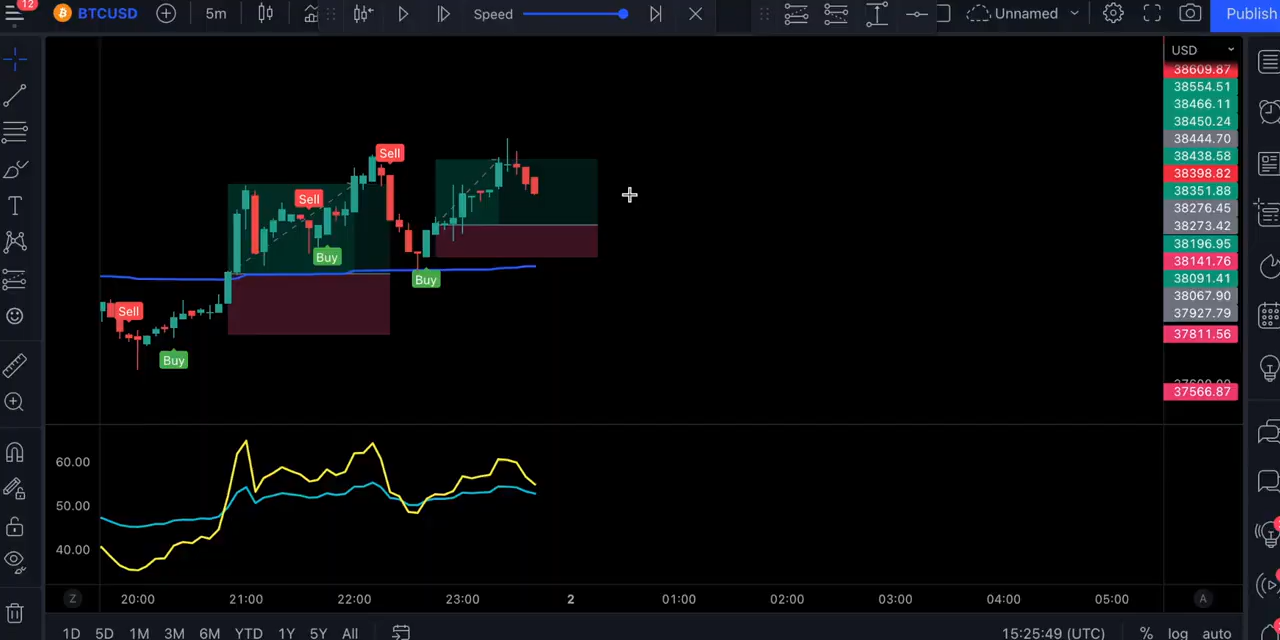 12
BTCUSD
5m
Speed
Unnamed
Publish
USD
38609.87
38554.51
38466.11
38450.24
38444.70
38438.58
38398.82
38351.88
38276.45
38273.42
38196.95
38141.76
38091.41
38067.90
37927.79
37811.56
37566.87
Sell
Sell
Buy
Buy
Sell
Buy
60.00
50.00
40.00
Z
20:00
21:00
22:00
23:00
2
01:00
02:00
03:00
04:00
05:00
A
1D 5D 1M 3M 6M YTD 1Y 5Y All
15:25:49 (UTC)
%
log
auto